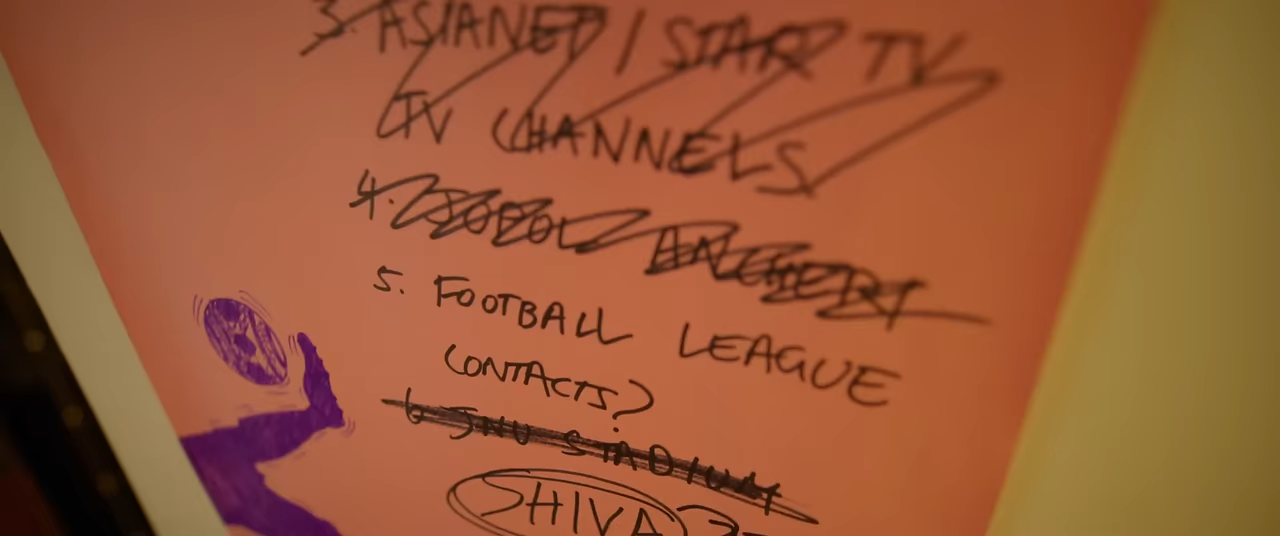 3. ASIANET / STAR TV
TV CHANNELS
4.
5. FOOTBALL LEAGUE
CONTACTS?
6 JNU STADIUM
SHIVA